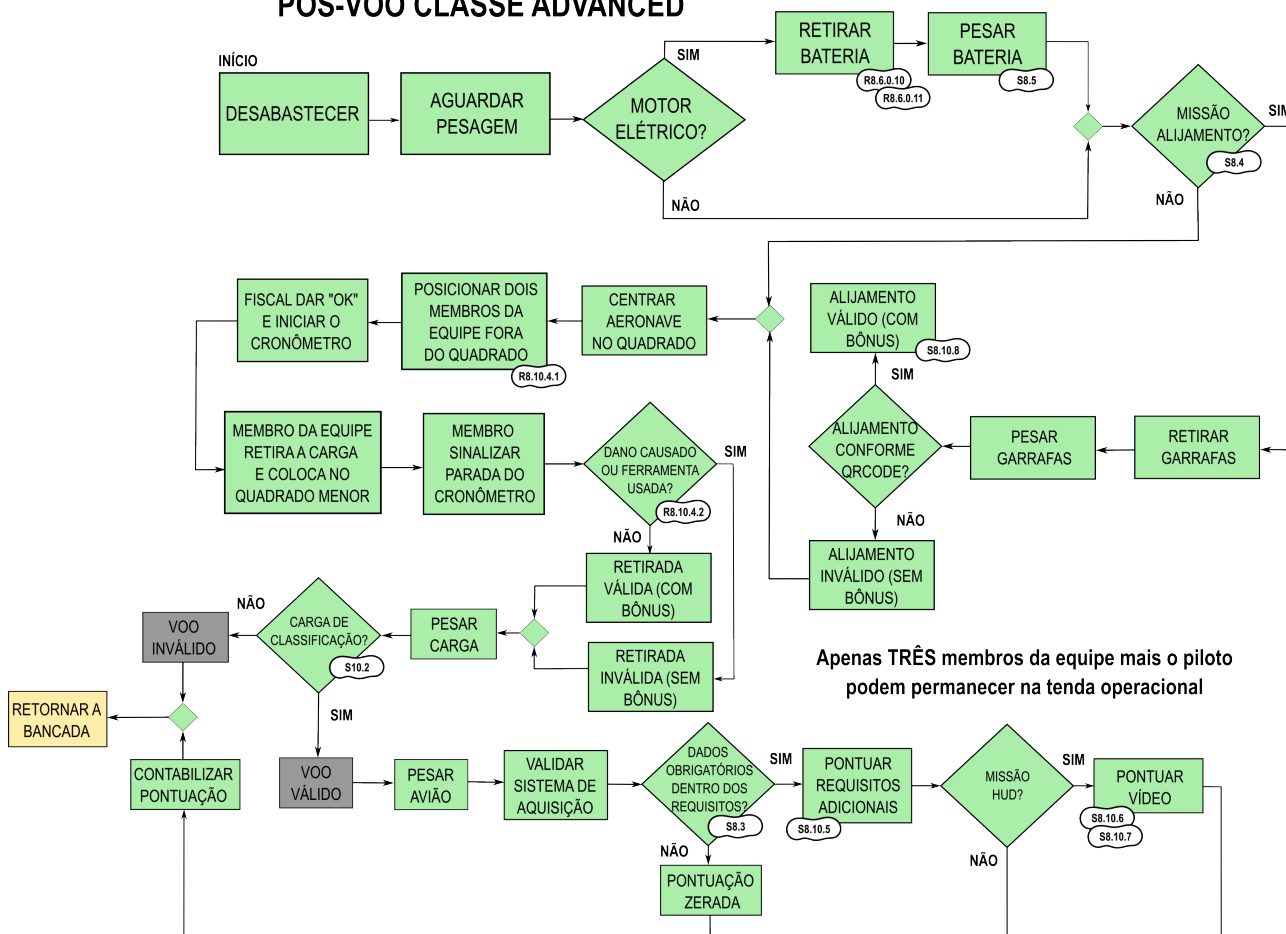 PÓS-VOO CLASSE ADVANCED
INÍCIO
DESABASTECER
AGUARDAR
PESAGEM
MOTOR
ELÉTRICO?
SIM
NÃO
RETIRAR
BATERIA
R8.6.0.10
R8.6.0.11
PESAR
BATERIA
S8.5
MISSÃO
ALIJAMENTO?
S8.4
SIM
NÃO
FISCAL DAR "OK"
E INICIAR O
CRONÔMETRO
POSICIONAR DOIS
MEMBROS DA
EQUIPE FORA
DO QUADRADO
R8.10.4.1
CENTRAR
AERONAVE
NO QUADRADO
ALIJAMENTO
VÁLIDO (COM
BÔNUS)
S8.10.8
SIM
ALIJAMENTO
CONFORME
QRCODE?
NÃO
PESAR
GARRAFAS
RETIRAR
GARRAFAS
ALIJAMENTO
INVÁLIDO (SEM
BÔNUS)
MEMBRO DA EQUIPE
RETIRA A CARGA
E COLOCA NO
QUADRADO MENOR
MEMBRO
SINALIZAR
PARADA DO
CRONÔMETRO
DANO CAUSADO
OU FERRAMENTA
USADA?
R8.10.4.2
SIM
NÃO
RETIRADA
VÁLIDA (COM
BÔNUS)
RETIRADA
INVÁLIDA (SEM
BÔNUS)
PESAR
CARGA
CARGA DE
CLASSIFICAÇÃO?
S10.2
NÃO
SIM
VOO
INVÁLIDO
RETORNAR A
BANCADA
CONTABILIZAR
PONTUAÇÃO
Apenas TRÊS membros da equipe mais o piloto
podem permanecer na tenda operacional
VOO
VÁLIDO
PESAR
AVIÃO
VALIDAR
SISTEMA DE
AQUISIÇÃO
DADOS
OBRIGATÓRIOS
DENTRO DOS
REQUISITOS?
S8.3
SIM
NÃO
PONTUAÇÃO
ZERADA
PONTUAR
REQUISITOS
ADICIONAIS
S8.10.5
MISSÃO
HUD?
SIM
NÃO
PONTUAR
VÍDEO
S8.10.6
S8.10.7